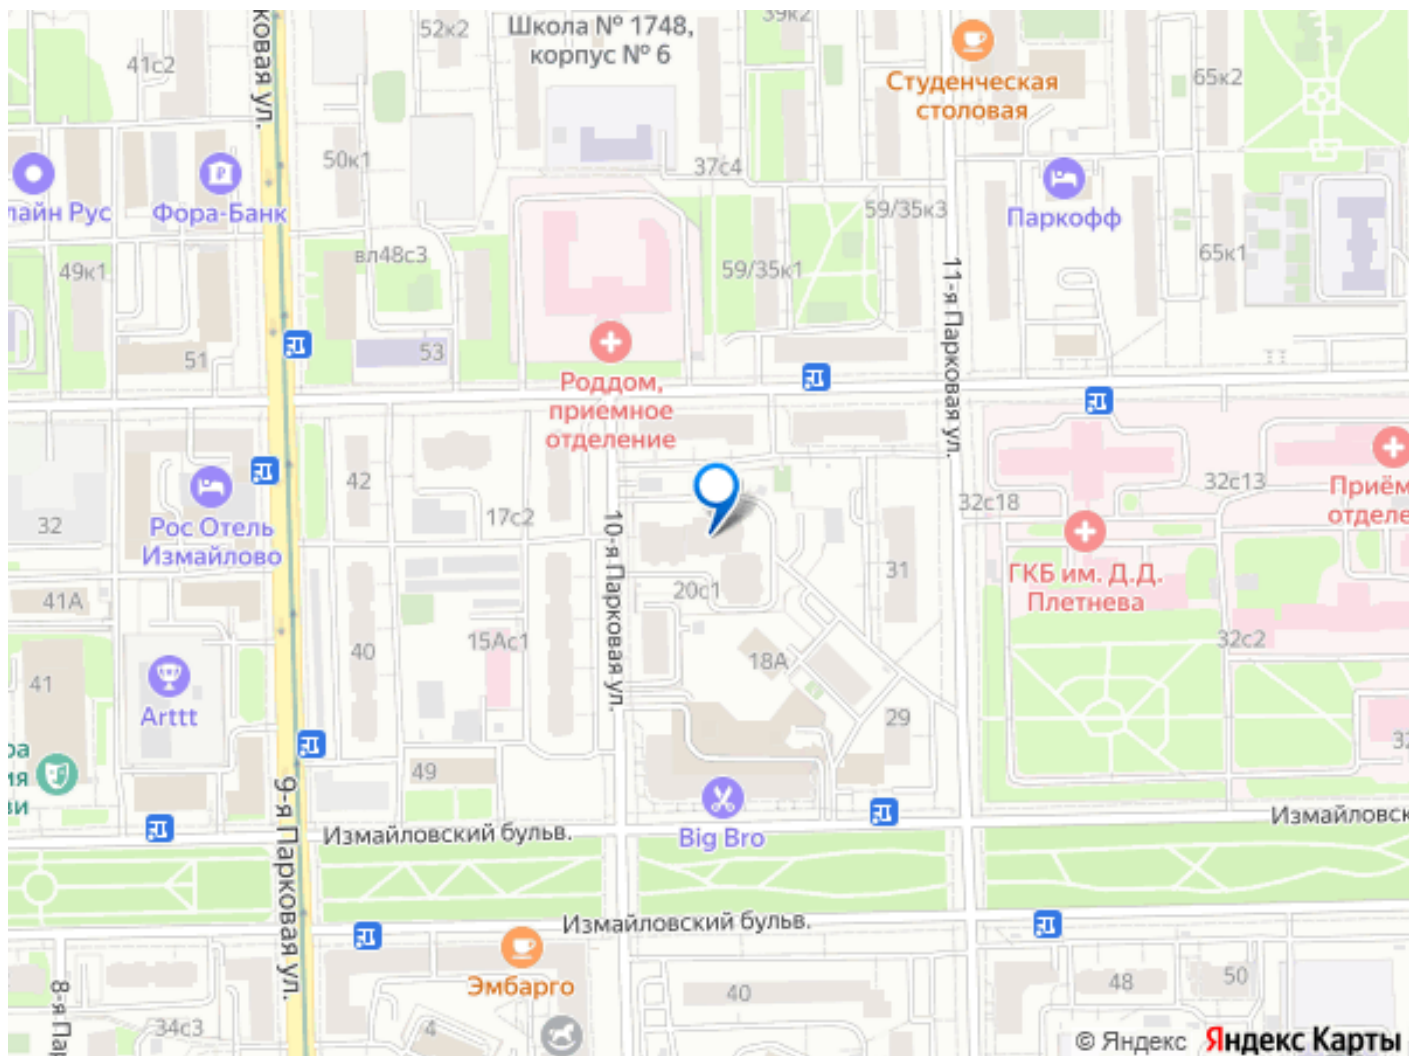 52к2
Школа № 1748,
корпус № 6
39к2
Студенческая
столовая
65к2
41с2
50к1
37с4
Фора-Банк
лайн Рус
Паркофф
59/35к3
49к1
вл48с3
59/35к1
65к1
11-я Парковая ул.
51
53
Роддом,
приемное
отделение
42
32
Рос Отель
Измайлово
17с2
10-я Парковая ул.
32с18
32с13
ГКБ им. Д.Д.
Плетнева
31
20с1
41А
40
15Ас1
18А
32с2
41
Arttt
29
49
9-я Парковая ул.
Big Bro
Измайловский бульв.
Измайловский бульв.
Эмбарго
40
48
50
34с3
4
© Яндекс Яндекс Карты